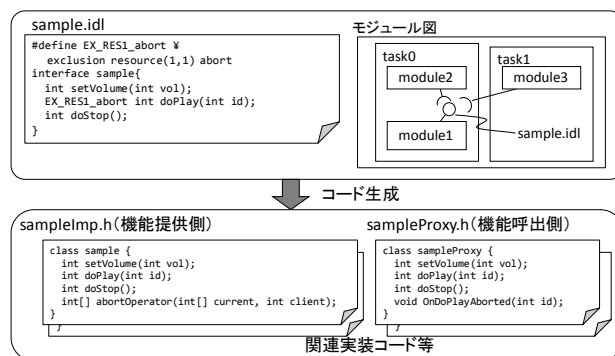 sample.idl
#define EX_RES1_abort ¥
exclusion resource(1,1) abort
interface sample{
int setVolume(int vol);
EX_RES1_abort int doPlay(int id);
int doStop();
}
モジュール図
task0
module2
module1
task1
module3
sample.idl
コード生成
sampleImp.h(機能提供側)
class sample {
int setVolume(int vol);
int doPlay(int id);
int doStop();
int[] abortOperator(int[] current, int client);
}
}
sampleProxy.h(機能呼出側)
class sampleProxy {
int setVolume(int vol);
int doPlay(int id);
int doStop();
void OnDoPlayAborted(int id);
}
}
関連実装コード等